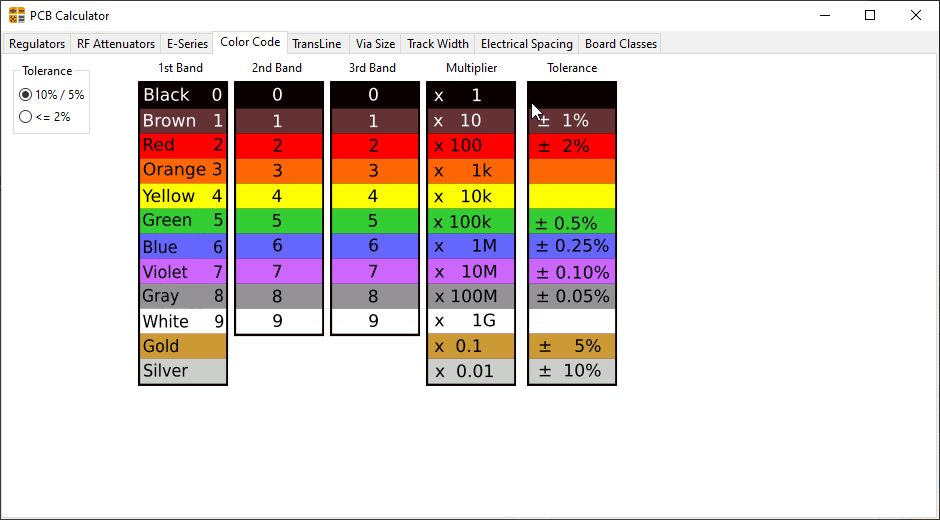 PCB Calculator
Regulators RF Attenuators E-Series Color Code TransLine Via Size Track Width Electrical Spacing Board Classes
Tolerance 1st Band 2nd Band 3rd Band Multiplier Tolerance
10% / 5% Black 0 0 0 x 1
<= 2% Brown 1 1 1 x 10 ± 1%
Red 2 2 2 x 100 ± 2%
Orange 3 3 3 x 1k
Yellow 4 4 4 x 10k
Green 5 5 5 x 100k ± 0.5%
Blue 6 6 6 x 1M ± 0.25%
Violet 7 7 7 x 10M ± 0.10%
Gray 8 8 8 x 100M ± 0.05%
White 9 9 9 x 1G
Gold x 0.1 ± 5%
Silver x 0.01 ± 10%